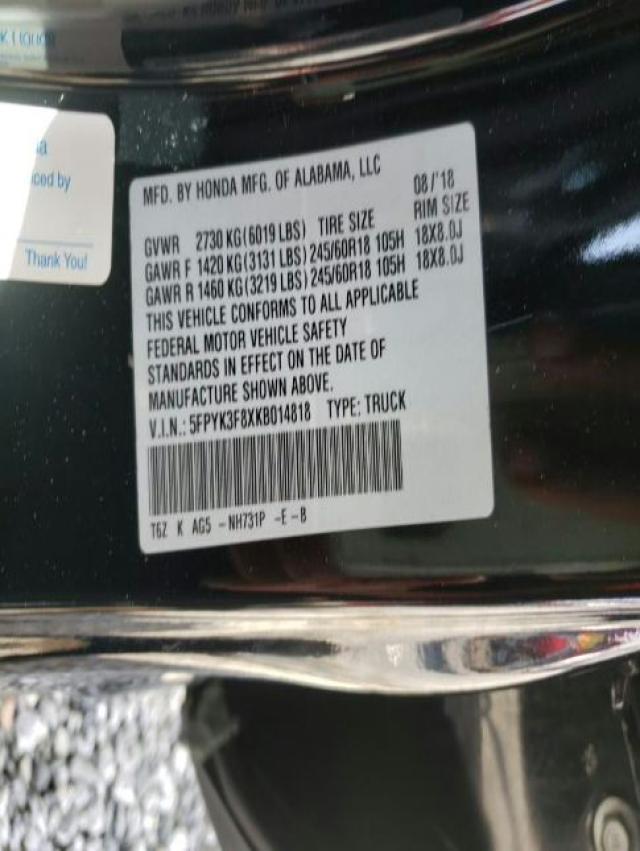 K Liquid
ced by
Thank You!
MFD. BY HONDA MFG. OF ALABAMA, LLC 08/'18
GVWR 2730 KG(6019 LBS) TIRE SIZE RIM SIZE
GAWR F 1420 KG(3131 LBS) 245/60R18 105H 18X8.0J
GAWR R 1460 KG(3219 LBS) 245/60R18 105H 18X8.0J
THIS VEHICLE CONFORMS TO ALL APPLICABLE
FEDERAL MOTOR VEHICLE SAFETY
STANDARDS IN EFFECT ON THE DATE OF
MANUFACTURE SHOWN ABOVE.
V.I.N.: 5FPYK3F8XKB014818 TYPE: TRUCK
T6Z K AG5 -NH731P -E -B